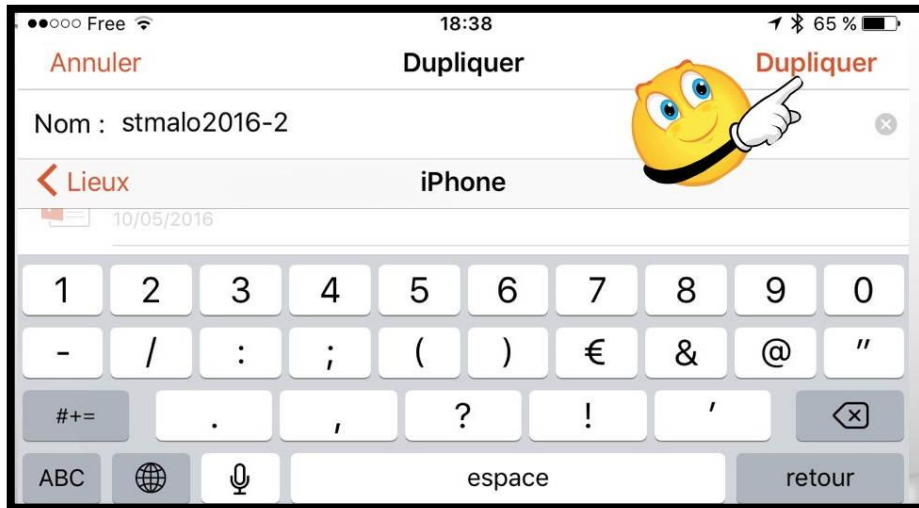 Free 18:38 65 %
Annuler Dupliquer Dupliquer
Nom : stmalo2016-2
Lieux iPhone
10/05/2016
1 2 3 4 5 6 7 8 9 0
- / : ; ( ) € & @ "
#+= . , ? ! '
ABC espace retour